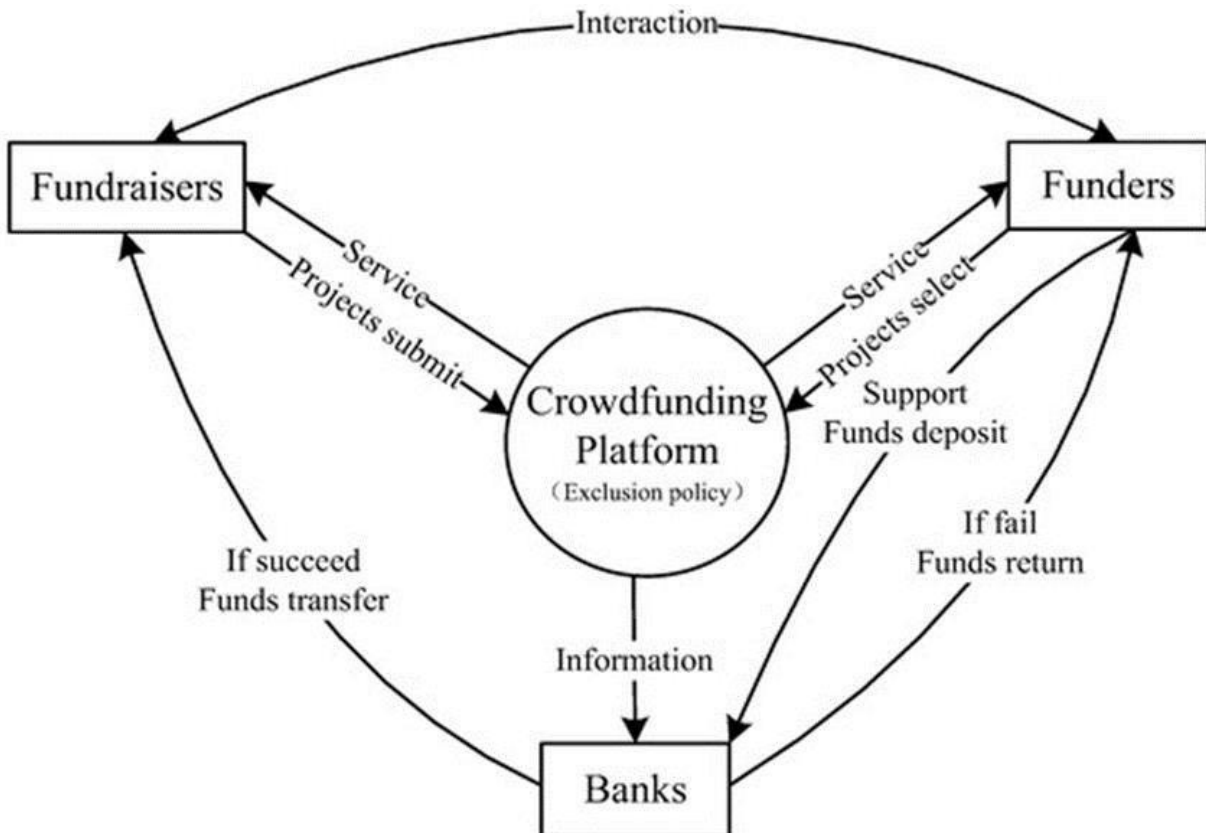 Interaction
Fundraisers
Funders
Service
Projects submit
Service
Projects select
Crowdfunding
Platform
（Exclusion policy）
Support
Funds deposit
If succeed
Funds transfer
If fail
Funds return
Information
Banks